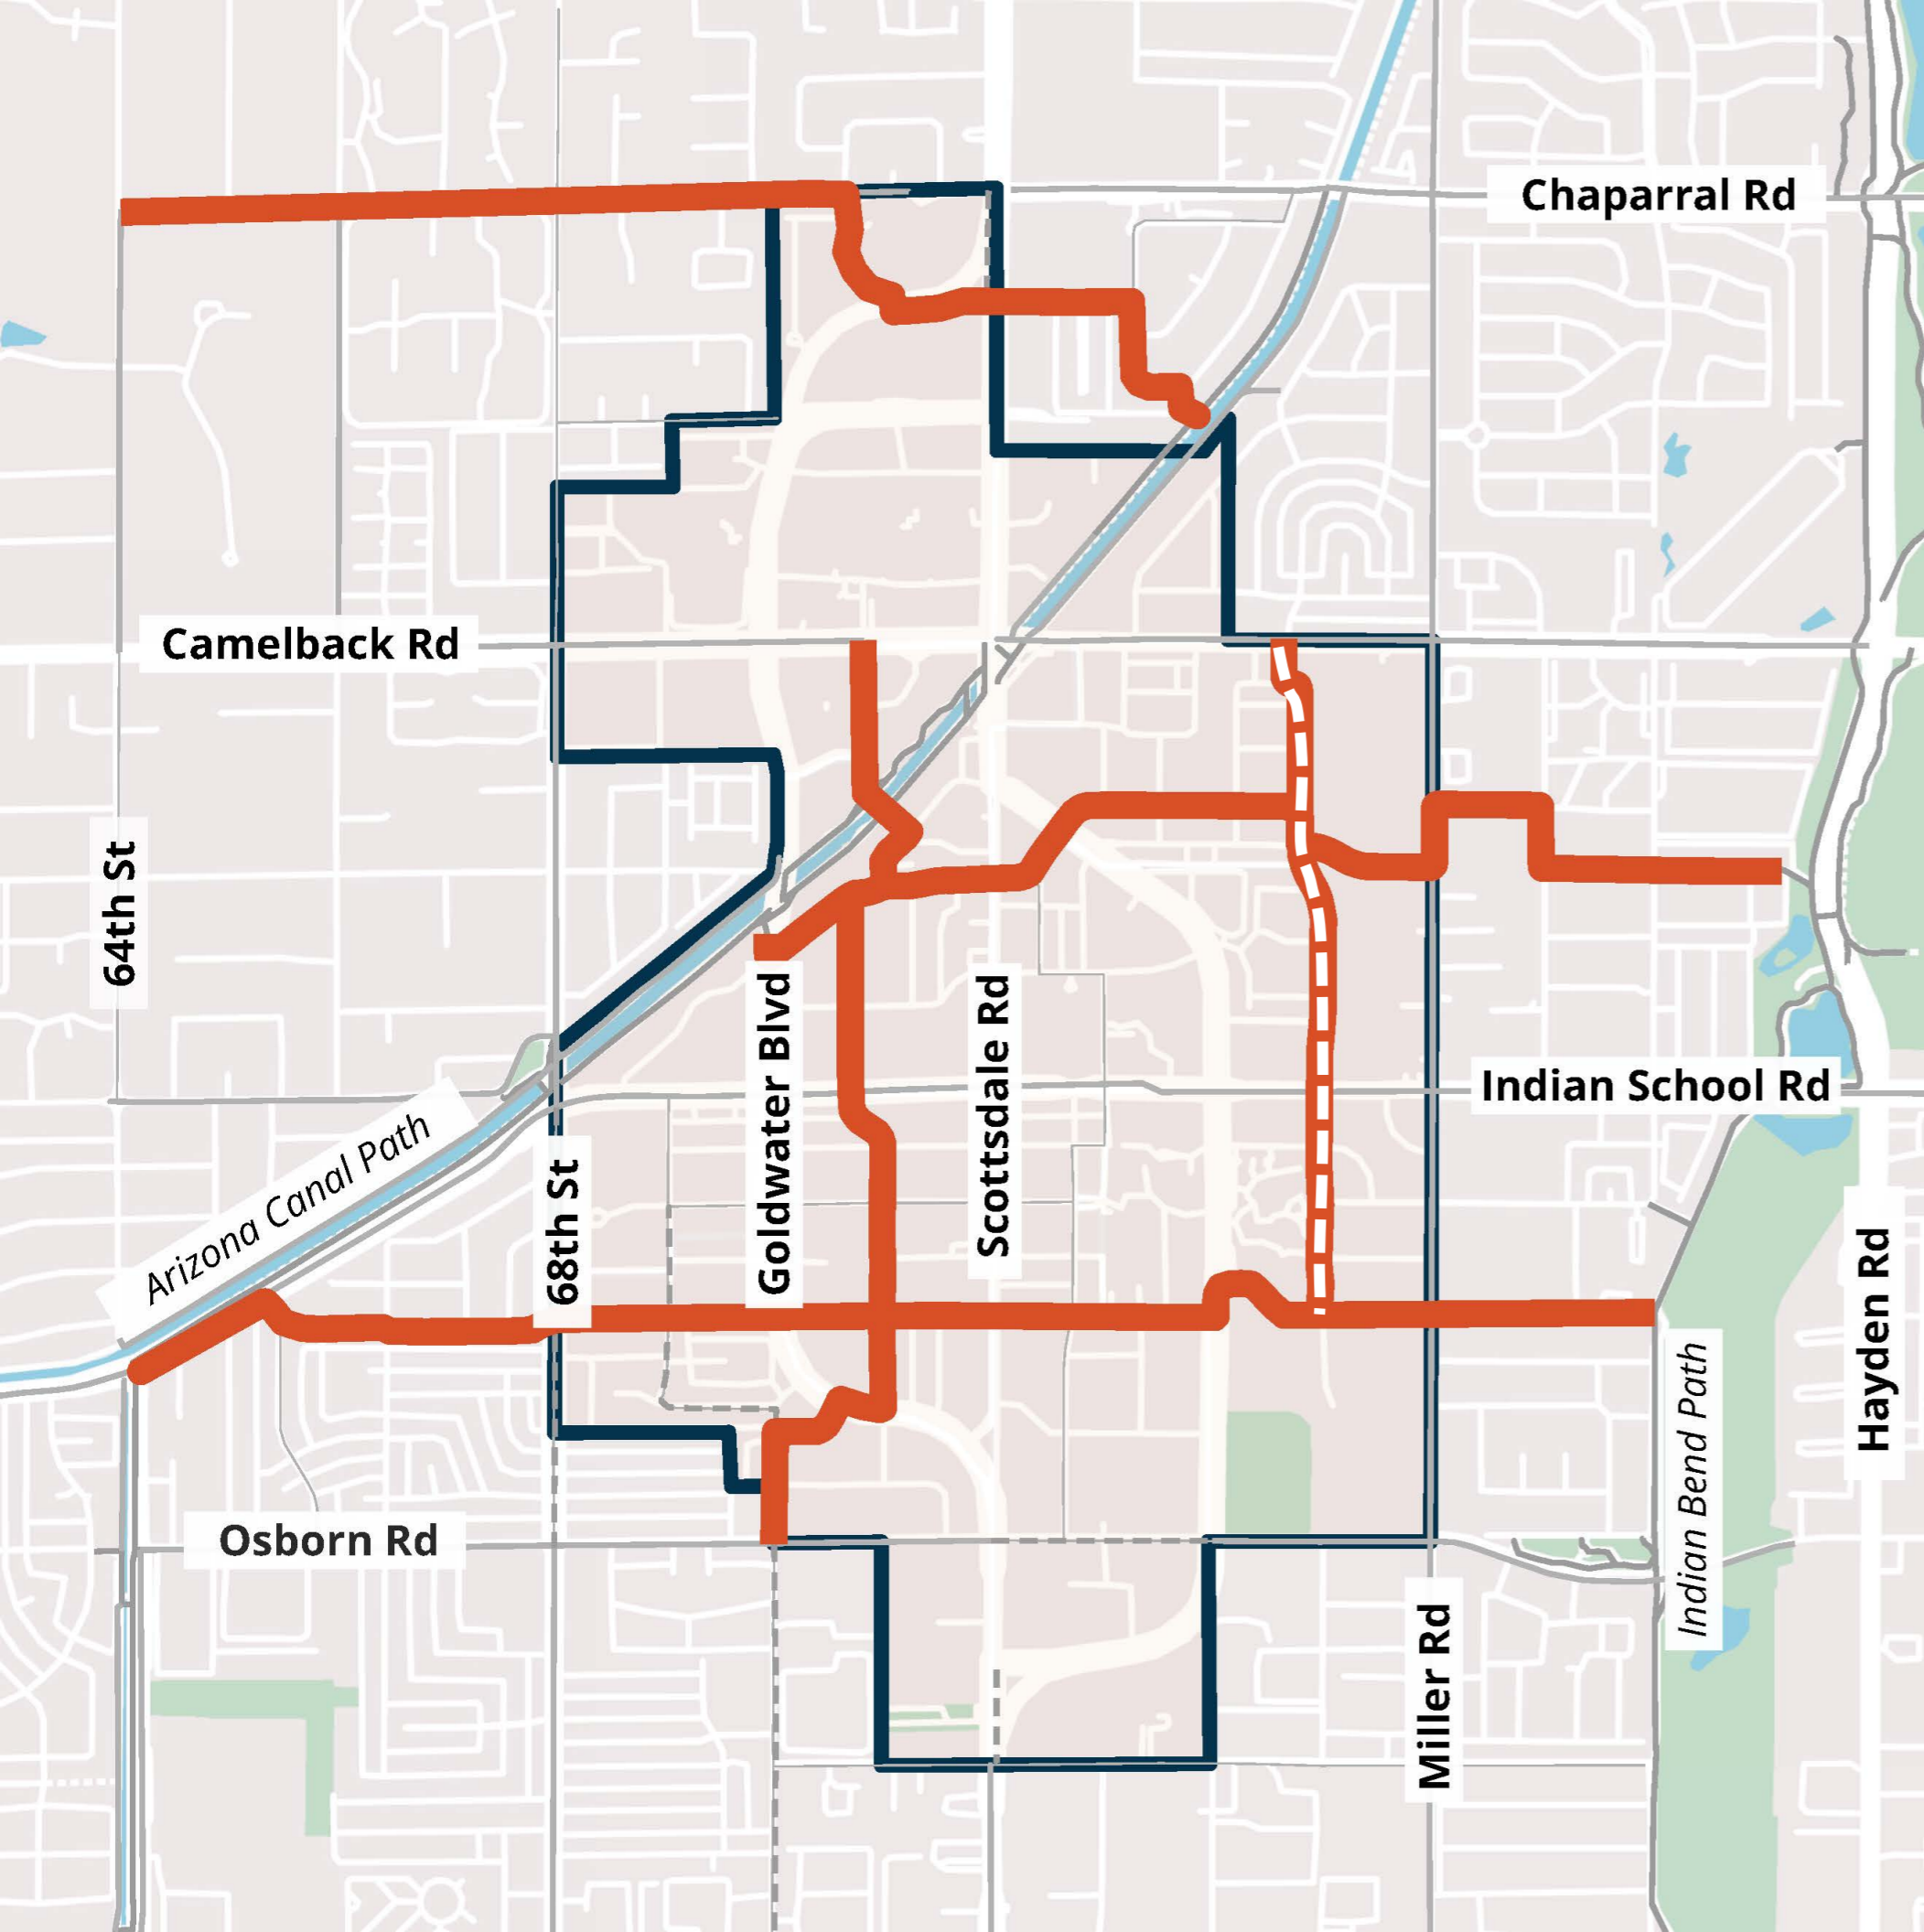 Chaparral Rd
Camelback Rd
64th St
Goldwater Blvd
Scottsdale Rd
Indian School Rd
Arizona Canal Path
68th St
Hayden Rd
Indian Bend Path
Osborn Rd
Miller Rd